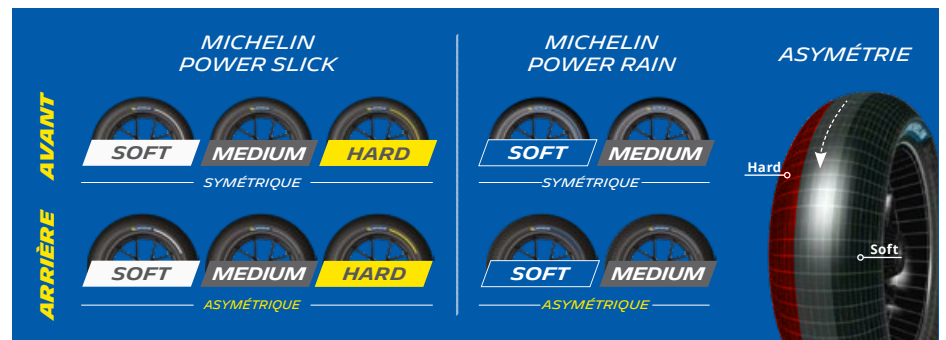 MICHELIN
POWER SLICK
MICHELIN
POWER RAIN
ASYMÉTRIE
AVANT
SOFT
MEDIUM
HARD
SOFT
MEDIUM
SYMÉTRIQUE
SYMÉTRIQUE
Hard
Soft
ARRIÈRE
SOFT
MEDIUM
HARD
SOFT
MEDIUM
ASYMÉTRIQUE
ASYMÉTRIQUE